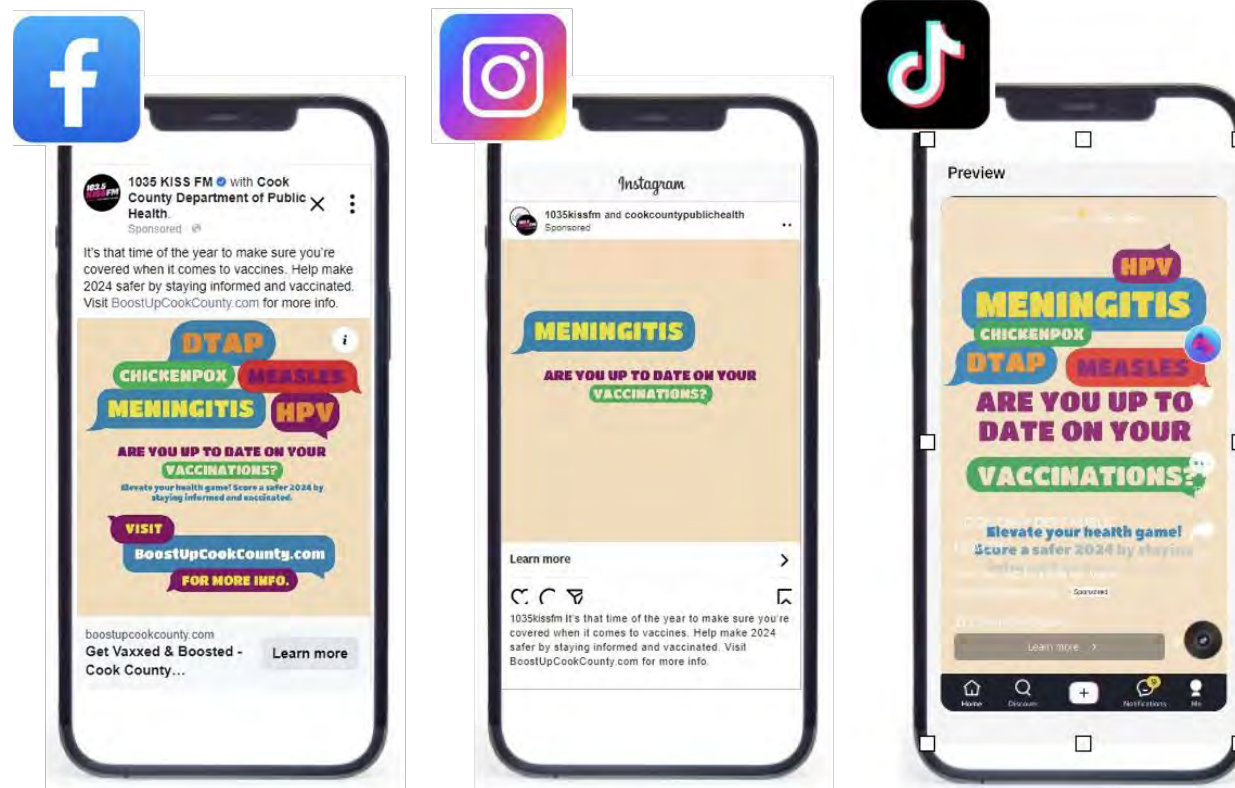 103.5
KISS FM
1035 KISS FM with Cook
County Department of Public
Health.
Sponsored
It's that time of the year to make sure you're
covered when it comes to vaccines. Help make
2024 safer by staying informed and vaccinated.
Visit BoostUpCookCounty.com for more info.
DTAP
i
CHICKENPOX
MEASLES
MENINGITIS
HPV
ARE YOU UP TO DATE ON YOUR
VACCINATIONS?
Elevate your health game! Score a safer 2024 by
staying informed and vaccinated.
VISIT
BoostUpCookCounty.com
FOR MORE INFO.
boostupcookcounty.com
Get Vaxxed & Boosted -
Cook County...
Learn more
Instagram
1035kissfm and cookcountypublichealth
Sponsored
MENINGITIS
ARE YOU UP TO DATE ON YOUR
VACCINATIONS?
Learn more
1035kissfm It's that time of the year to make sure you're
covered when it comes to vaccines. Help make 2024
safer by staying informed and vaccinated. Visit
BoostUpCookCounty.com for more info.
Preview
HPV
MENINGITIS
CHICKENPOX
DTAP
MEASLES
ARE YOU UP TO
DATE ON YOUR
VACCINATIONS?
Elevate your health game!
Score a safer 2024 by staying
Sponsored
Learn more
Home
Discover
Notifications
Me